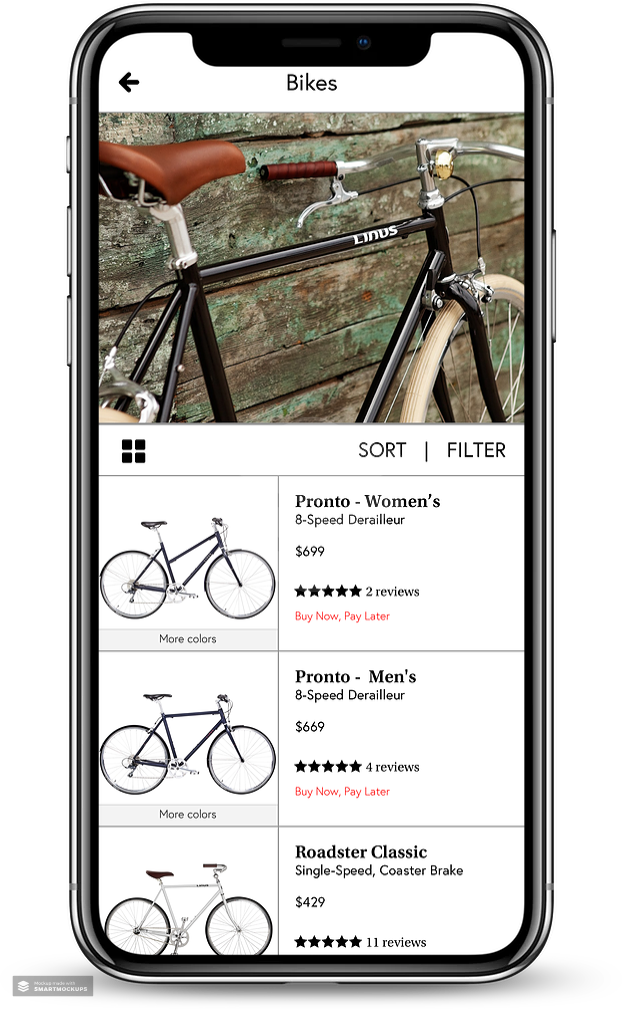 Bikes
LINUS
SORT | FILTER
Pronto - Women's
8-Speed Derailleur
$699
★★★★★ 2 reviews
Buy Now, Pay Later
More colors
Pronto - Men's
8-Speed Derailleur
$669
★★★★★ 4 reviews
Buy Now, Pay Later
More colors
Roadster Classic
Single-Speed, Coaster Brake
$429
★★★★★ 11 reviews
LINUS
Mockup made with
SMARTMOCKUPS